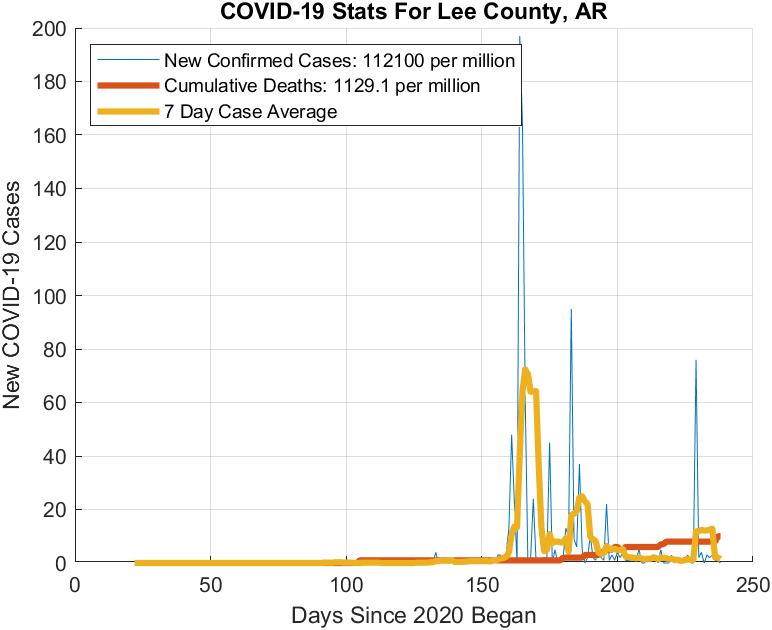 COVID-19 Stats For Lee County, AR
New Confirmed Cases: 112100 per million
Cumulative Deaths: 1129.1 per million
7 Day Case Average
New COVID-19 Cases
200
180
160
140
120
100
80
60
40
20
0
0 50 100 150 200 250
Days Since 2020 Began